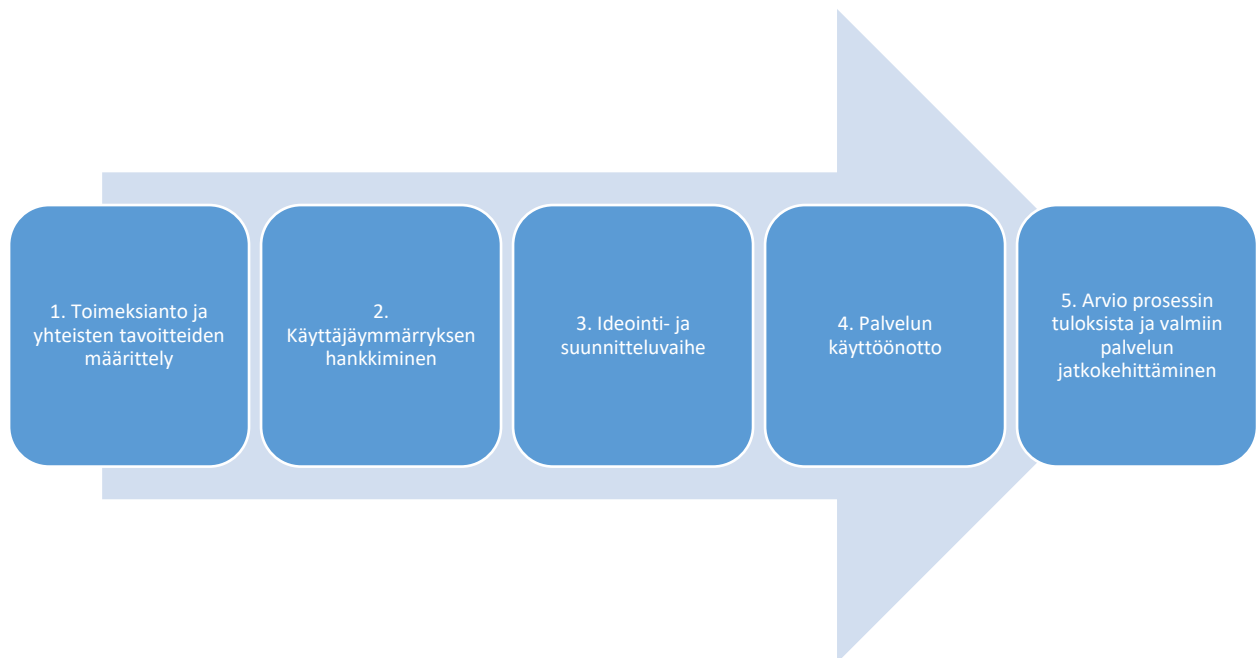 1. Toimeksianto ja
yhteisten tavoitteiden
määrittely
2.
Käyttäjäymmärryksen
hankkiminen
3. Ideointi- ja
suunnitteluvaihe
4. Palvelun
käyttöönotto
5. Arvio prosessin
tuloksista ja valmiin
palvelun
jatkokehittäminen